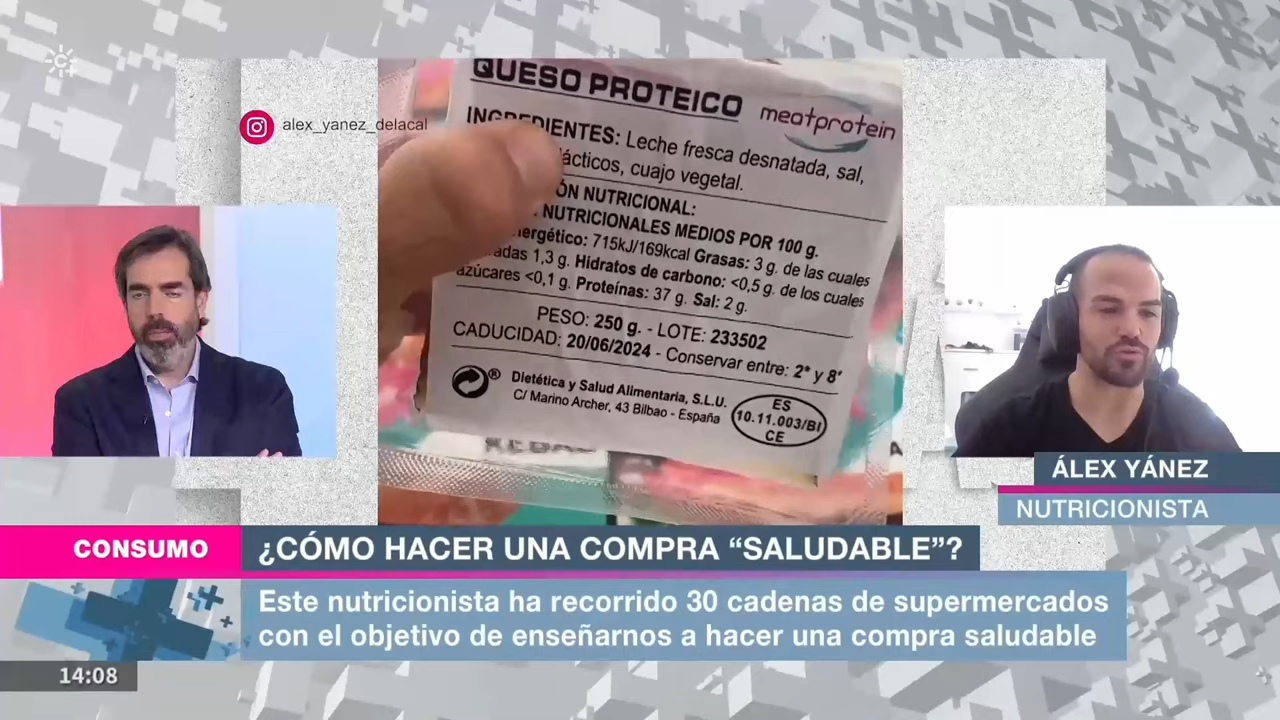 alex_yanez_delacal
QUESO PROTEICO
meatprotein
INGREDIENTES: Leche fresca desnatada, sal,
lácticos, cuajo vegetal.
NUTRICIONAL:
NUTRICIONALES MEDIOS POR 100 g.
715kJ/169kcal Grasas: 3 g. de las cuales
1,3 g. Hidratos de carbono: <0,5 g. de los cuales
azúcares <0,1 g. Proteínas: 37 g. Sal: 2 g.
PESO: 250 g. - LOTE: 233502
CADUCIDAD: 20/06/2024 - Conservar entre: 2° y 8°
® Dietética y Salud Alimentaria, S.L.U.
C/ Marino Archer, 43 Bilbao - España
ES
10.11.003/BI
CE
ÁLEX YÁNEZ
NUTRICIONISTA
CONSUMO
¿CÓMO HACER UNA COMPRA “SALUDABLE”?
Este nutricionista ha recorrido 30 cadenas de supermercados
con el objetivo de enseñarnos a hacer una compra saludable
14:08